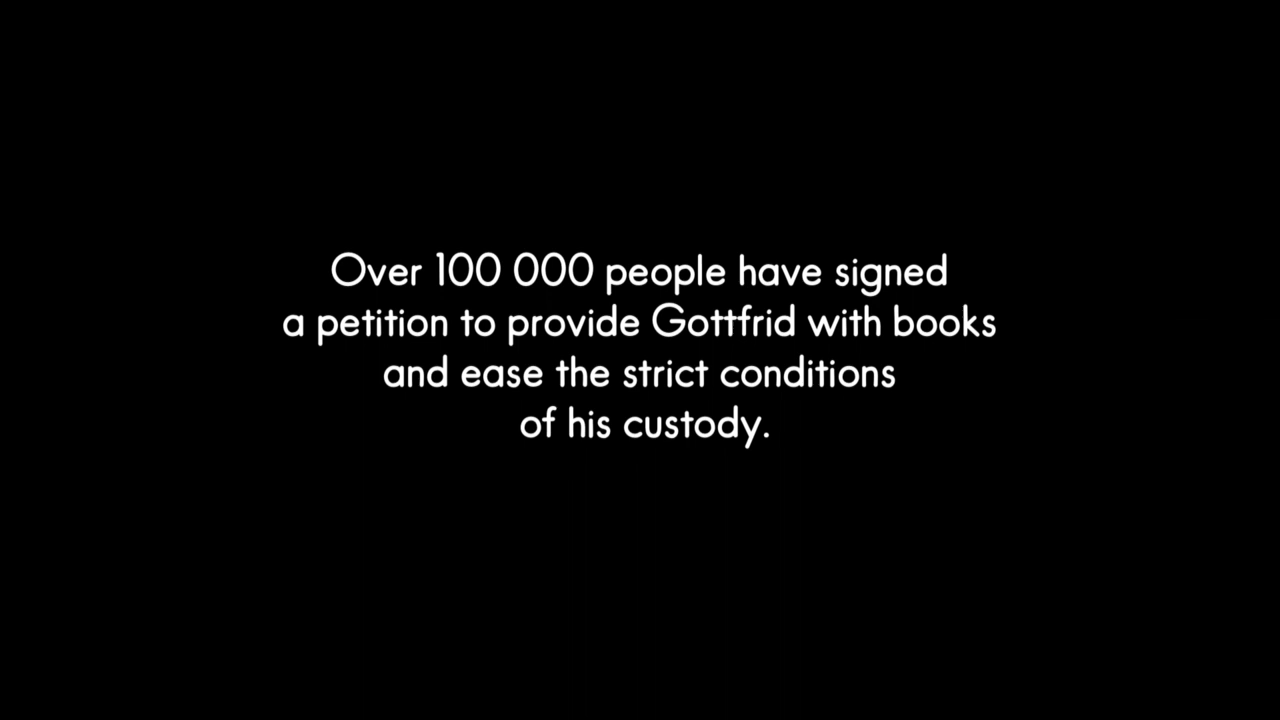 Over 100 000 people have signed
a petition to provide Gottfrid with books
and ease the strict conditions
of his custody.